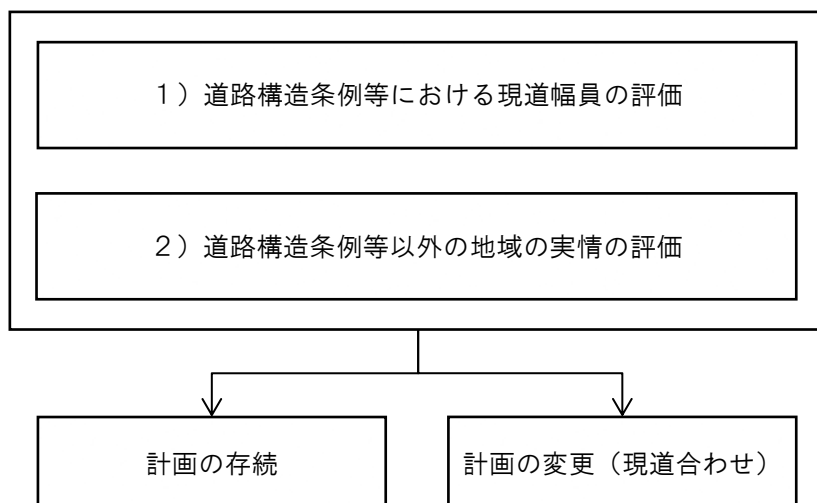 １）道路構造条例等における現道幅員の評価
２）道路構造条例等以外の地域の実情の評価
計画の存続
計画の変更（現道合わせ）